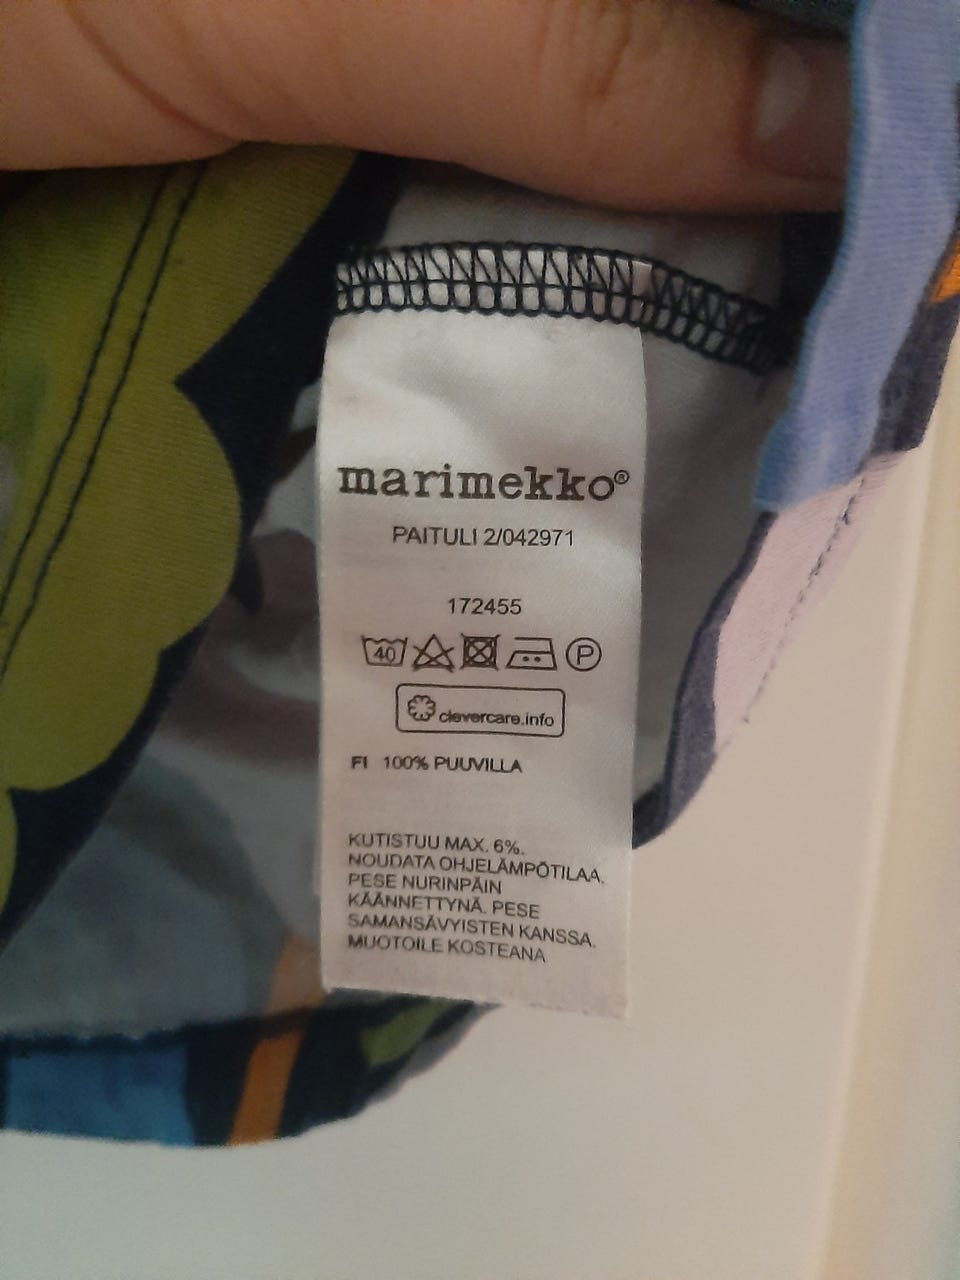 marimekko®
PAITULI 2/042971
172455
40 P
clevercare.info
FI 100% PUUVILLA
KUTISTUU MAX. 6%.
NOUDATA OHJELÄMPÖTILAA.
PESE NURINPÄIN
KÄÄNNETTYNÄ. PESE
SAMANSÄVYISTEN KANSSA.
MUOTOILE KOSTEANA